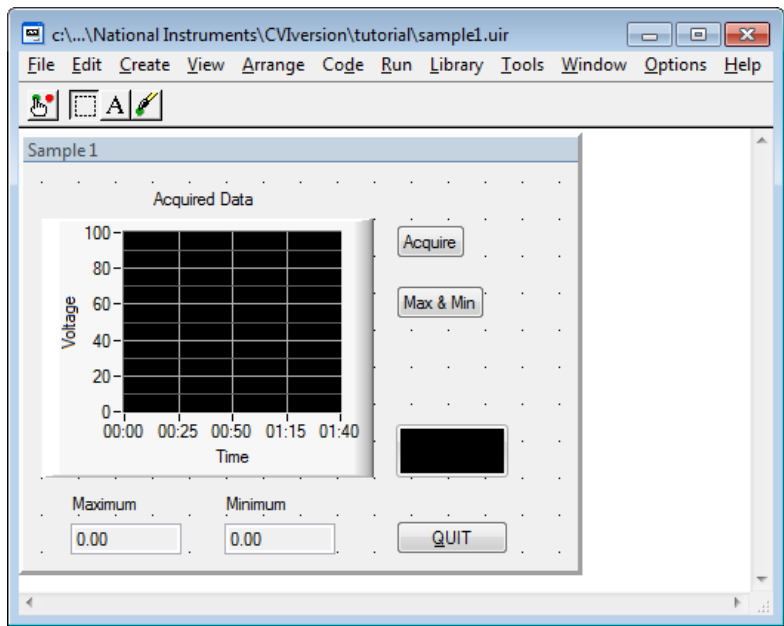 c:\...\National Instruments\CVIversion\tutorial\sample1.uir
File Edit Create View Arrange Code Run Library Tools Window Options Help
A
Sample 1
Acquired Data
100
80
60
40
20
0
Voltage
00:00 00:25 00:50 01:15 01:40
Time
Acquire
Max & Min
Maximum Minimum
0.00 0.00
QUIT